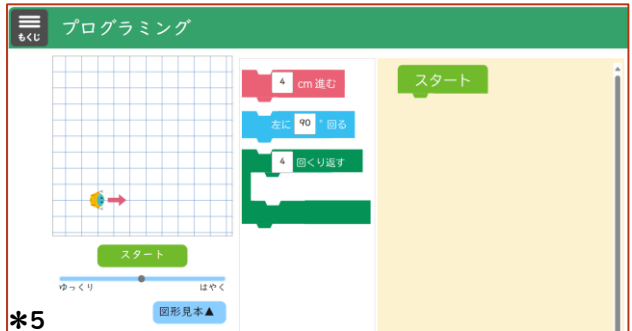 もくじ
プログラミング
4 cm 進む
スタート
左に 90 ° 回る
4 回くり返す
スタート
ゆっくり はやく
図形見本▲
*5